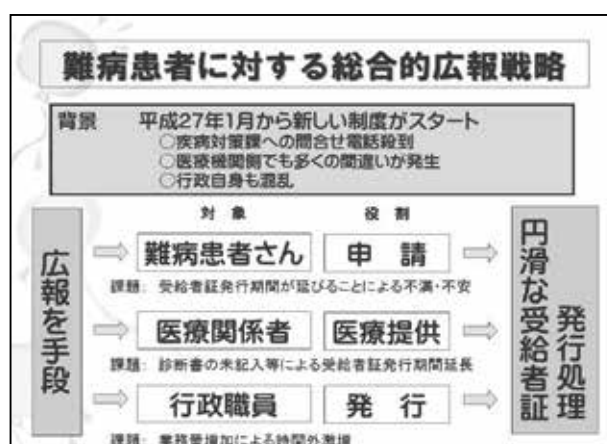 難病患者に対する総合的広報戦略
背景 平成27年1月から新しい制度がスタート
○疾病対策課への問合せ電話殺到
○医療機関側でも多くの間違いが発生
○行政自身も混乱
対象 役割
広報を手段
難病患者さん 申請
課題: 受給者証発行期間が延びることによる不満・不安
医療関係者 医療提供
課題: 診断書の未記入等による受給者証発行期間延長
行政職員 発行
課題: 業務量増加による時間外激増
円滑な受給者証
発行処理